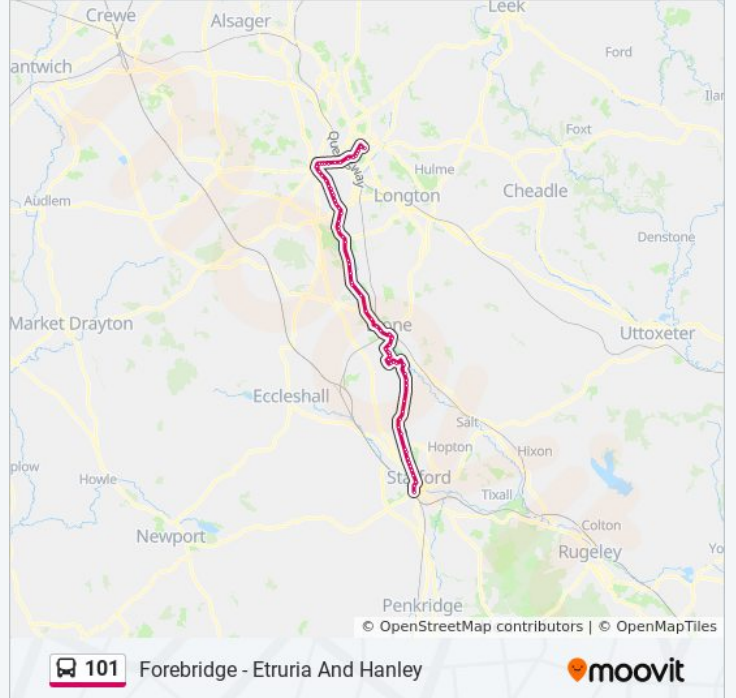 Crewe
Alsager
Leek
Ford
antwich
Ilar
Foxt
Hulme
Cheadle
Longton
Audlem
Denstone
Market Drayton
one
Uttoxeter
Eccleshall
Salt
Hopton
Hixon
plow
Howle
Stafford
Tixall
Colton
Newport
Rugeley
Yo
Penkridge
© OpenStreetMap contributors | © OpenMapTiles
101 Forebridge - Etruria And Hanley
moovit